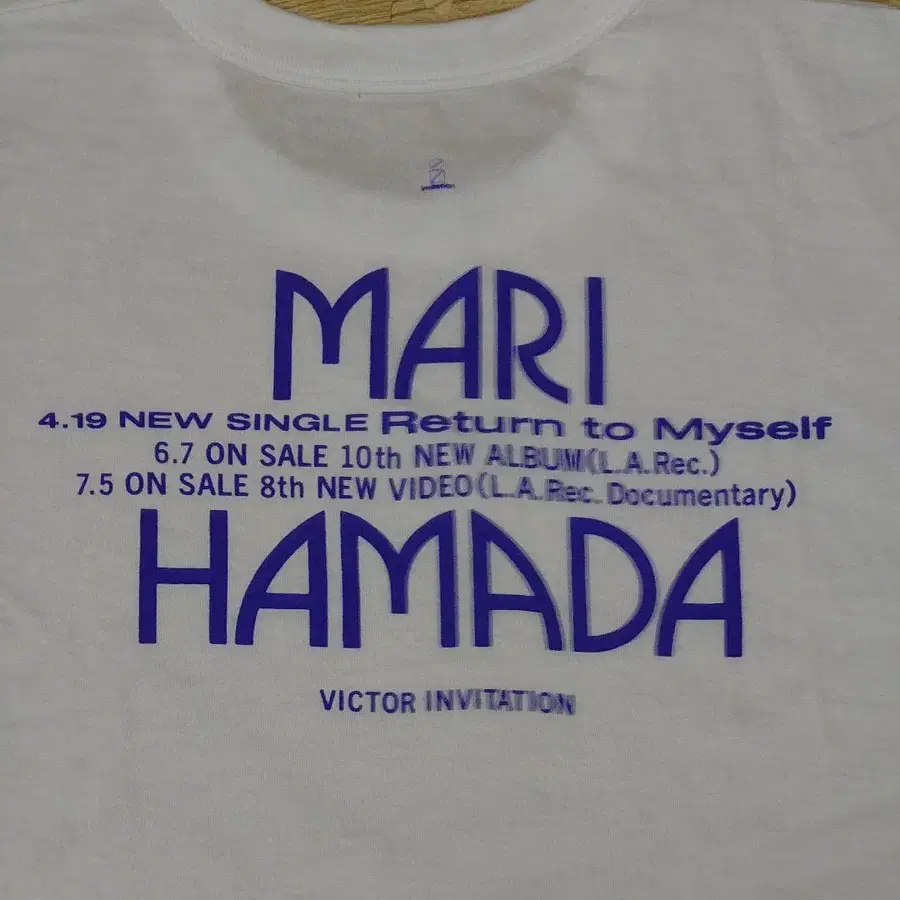 Invitation
MARI
4.19 NEW SINGLE Return to Myself
6.7 ON SALE 10th NEW ALBUM(L.A.Rec.)
7.5 ON SALE 8th NEW VIDEO(L.A.Rec.Documentary)
HAMADA
VICTOR INVITATION